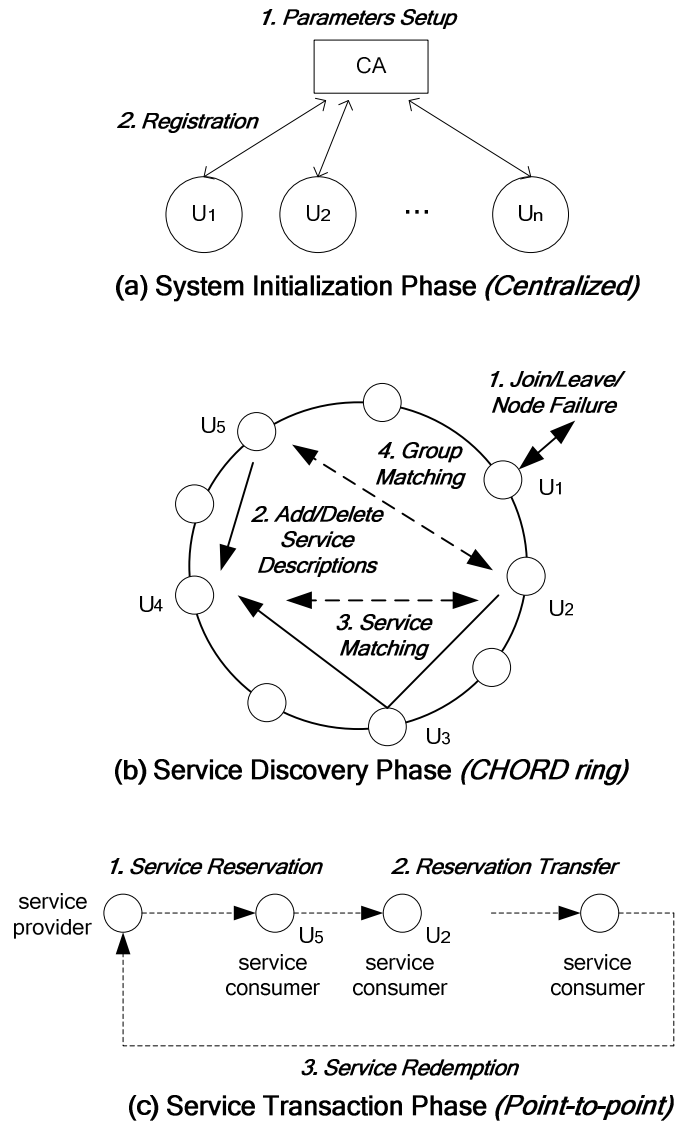 1. Parameters Setup
CA
2. Registration
U1
U2
...
Un
(a) System Initialization Phase (Centralized)
1. Join/Leave/
Node Failure
U5
4. Group
Matching
U1
2. Add/Delete
Service
Descriptions
U4
U2
3. Service
Matching
U3
(b) Service Discovery Phase (CHORD ring)
1. Service Reservation
2. Reservation Transfer
service
provider
U5
U2
service
consumer
service
consumer
service
consumer
3. Service Redemption
(c) Service Transaction Phase (Point-to-point)